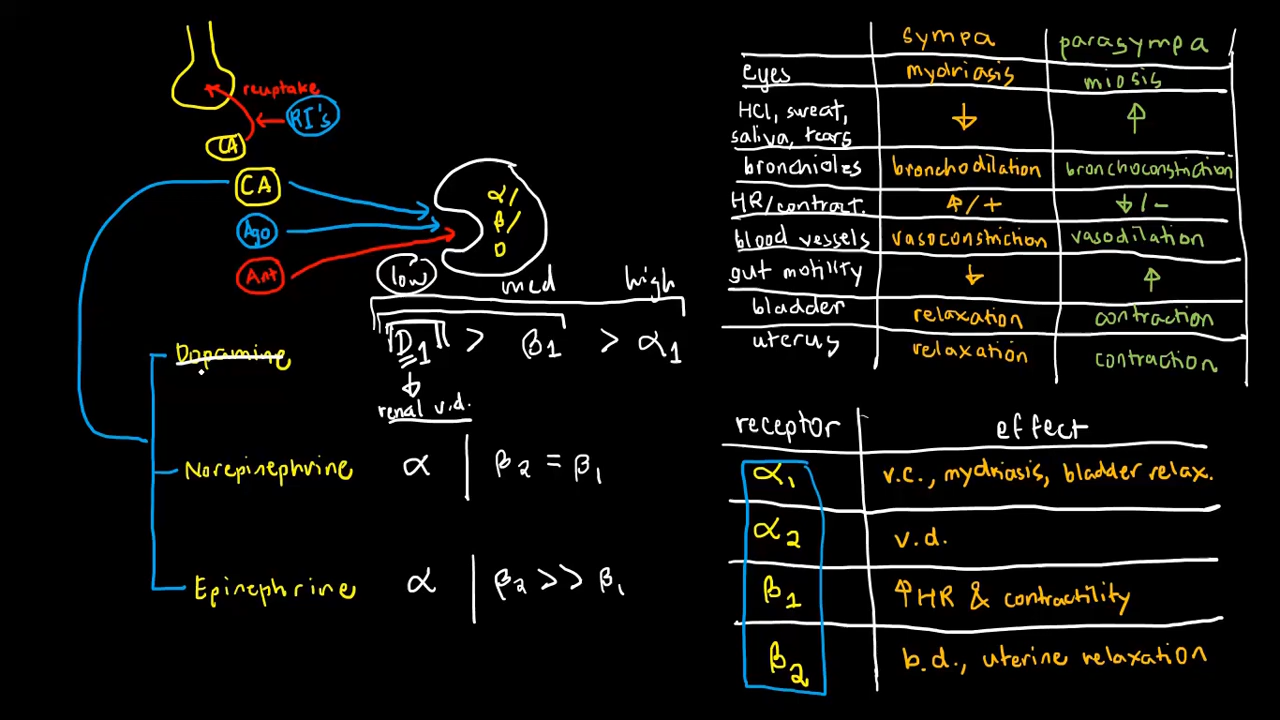 reuptake
RI's
CA
CA
Ago
Ant
α/
β/
D
low med high
D₁ > β₁ > α₁
renal v.d.
Dopamine
Norepinephrine α | β₂ = β₁
Epinephrine α | β₂ >> β₁
sympa parasympa
eyes mydriasis miosis
HCl, sweat,
saliva, tears ↓ ↑
bronchioles bronchodilation bronchoconstriction
HR/contract. ↑/+ ↓/-
blood vessels vasoconstriction vasodilation
gut motility ↓ ↑
bladder relaxation contraction
uterus relaxation contraction
receptor effect
α₁ v.c., mydriasis, bladder relax.
α₂ v.d.
β₁ ↑HR & contractility
β₂ b.d., uterine relaxation